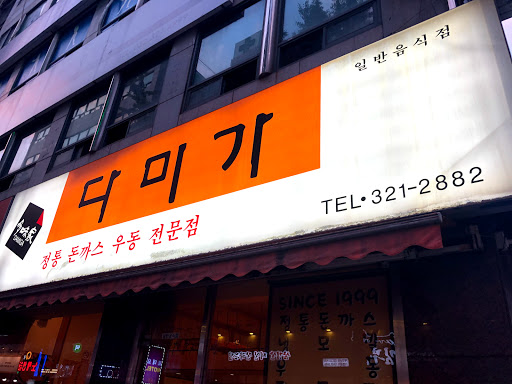 일반음식점
다미가
TEL•321-2882
정통 돈까스 우동 전문점
SINCE 1999
정통돈까스